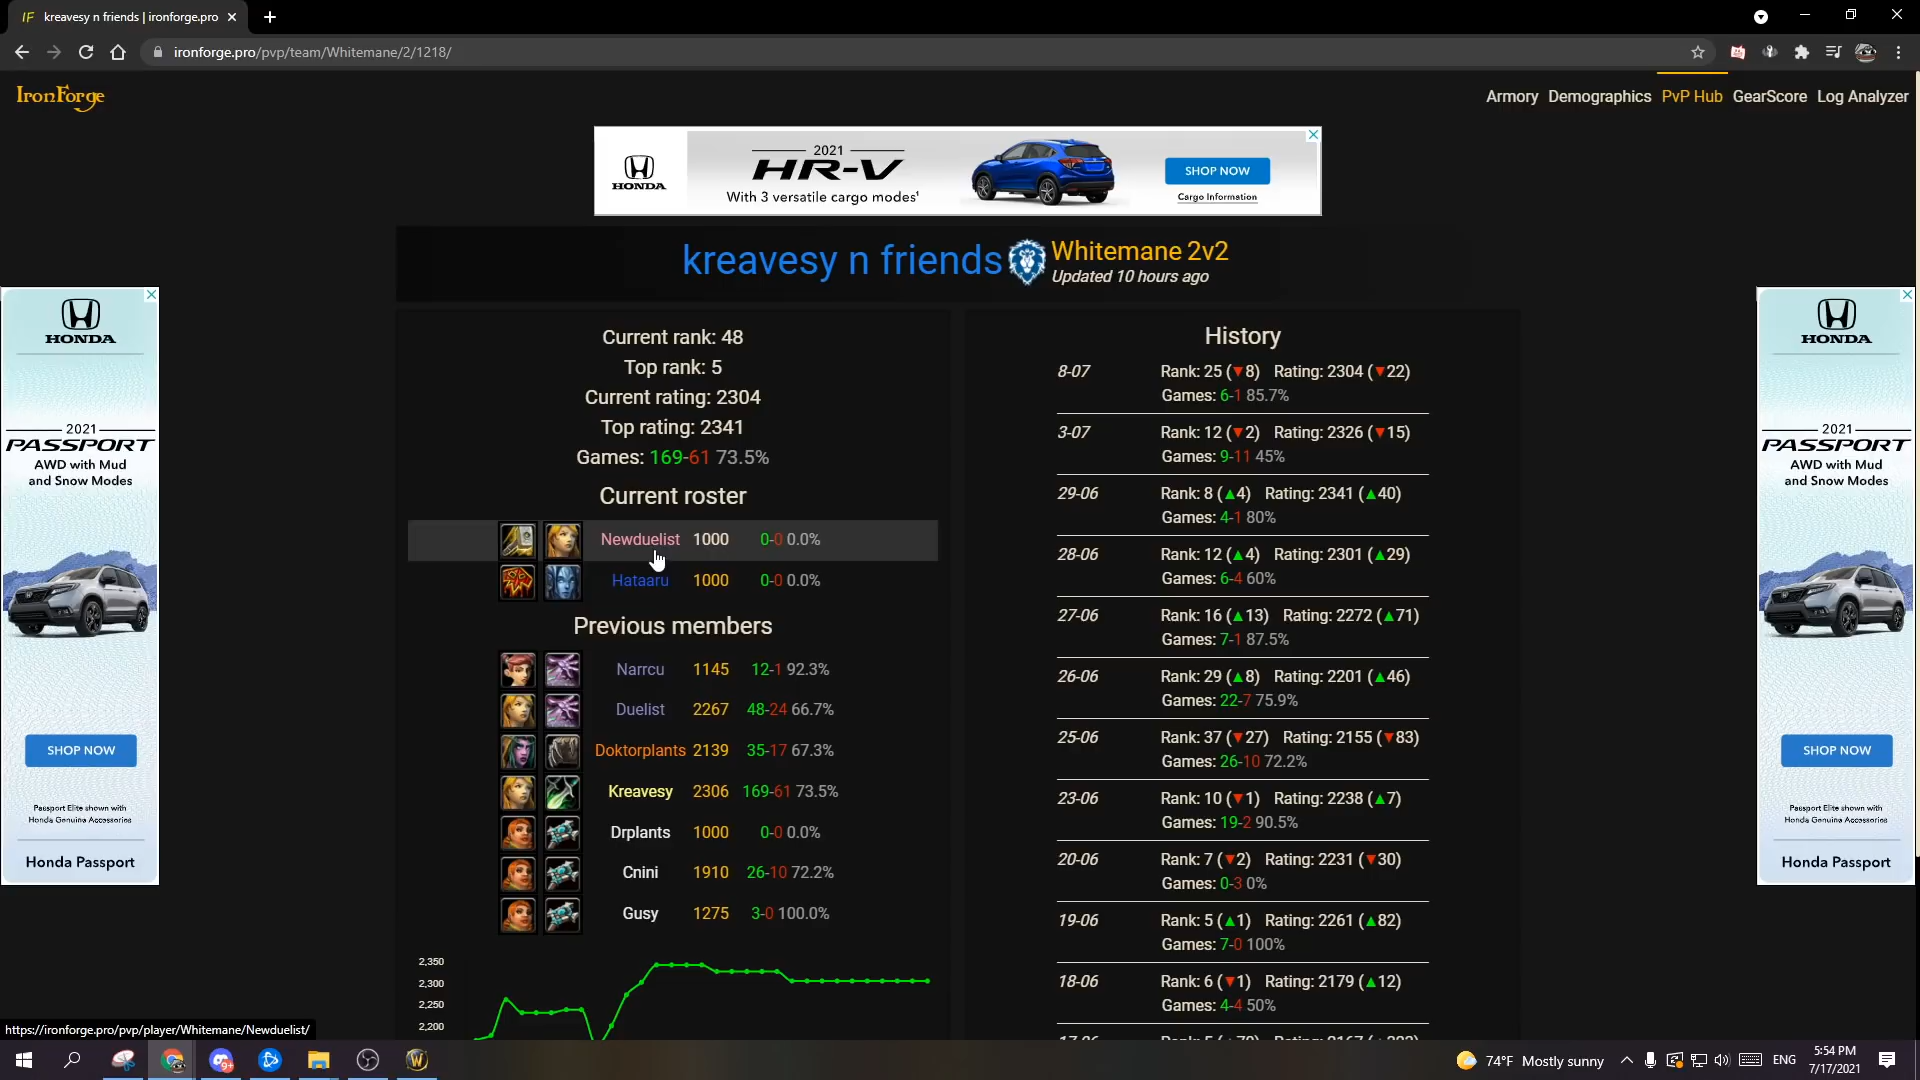 kreavesy n friends | ironforge.pro
ironforge.pro/pvp/team/Whitemane/2/1218/
IronForge
Armory Demographics PvP Hub GearScore Log Analyzer
HONDA
2021
HR-V
With 3 versatile cargo modes¹
SHOP NOW
Cargo Information
kreavesy n friends
Whitemane 2v2
Updated 10 hours ago
HONDA
2021
PASSPORT
AWD with Mud
and Snow Modes
SHOP NOW
Passport Elite shown with
Honda Genuine Accessories
Honda Passport
Current rank: 48
Top rank: 5
Current rating: 2304
Top rating: 2341
Games: 169-61 73.5%
Current roster
Newduelist 1000 0-0 0.0%
Hataaru 1000 0-0 0.0%
Previous members
Narrcu 1145 12-1 92.3%
Duelist 2267 48-24 66.7%
Doktorplants 2139 35-17 67.3%
Kreavesy 2306 169-61 73.5%
Drplants 1000 0-0 0.0%
Cnini 1910 26-10 72.2%
Gusy 1275 3-0 100.0%
2,350
2,300
2,250
2,200
History
8-07 Rank: 25 (▼8) Rating: 2304 (▼22)
Games: 6-1 85.7%
3-07 Rank: 12 (▼2) Rating: 2326 (▼15)
Games: 9-11 45%
29-06 Rank: 8 (▲4) Rating: 2341 (▲40)
Games: 4-1 80%
28-06 Rank: 12 (▲4) Rating: 2301 (▲29)
Games: 6-4 60%
27-06 Rank: 16 (▲13) Rating: 2272 (▲71)
Games: 7-1 87.5%
26-06 Rank: 29 (▲8) Rating: 2201 (▲46)
Games: 22-7 75.9%
25-06 Rank: 37 (▼27) Rating: 2155 (▼83)
Games: 26-10 72.2%
23-06 Rank: 10 (▼1) Rating: 2238 (▲7)
Games: 19-2 90.5%
20-06 Rank: 7 (▼2) Rating: 2231 (▼30)
Games: 0-3 0%
19-06 Rank: 5 (▲1) Rating: 2261 (▲82)
Games: 7-0 100%
18-06 Rank: 6 (▼1) Rating: 2179 (▲12)
Games: 4-4 50%
HONDA
2021
PASSPORT
AWD with Mud
and Snow Modes
SHOP NOW
Passport Elite shown with
Honda Genuine Accessories
Honda Passport
https://ironforge.pro/pvp/player/Whitemane/Newduelist/
9+
74°F Mostly sunny
ENG
5:54 PM
7/17/2021